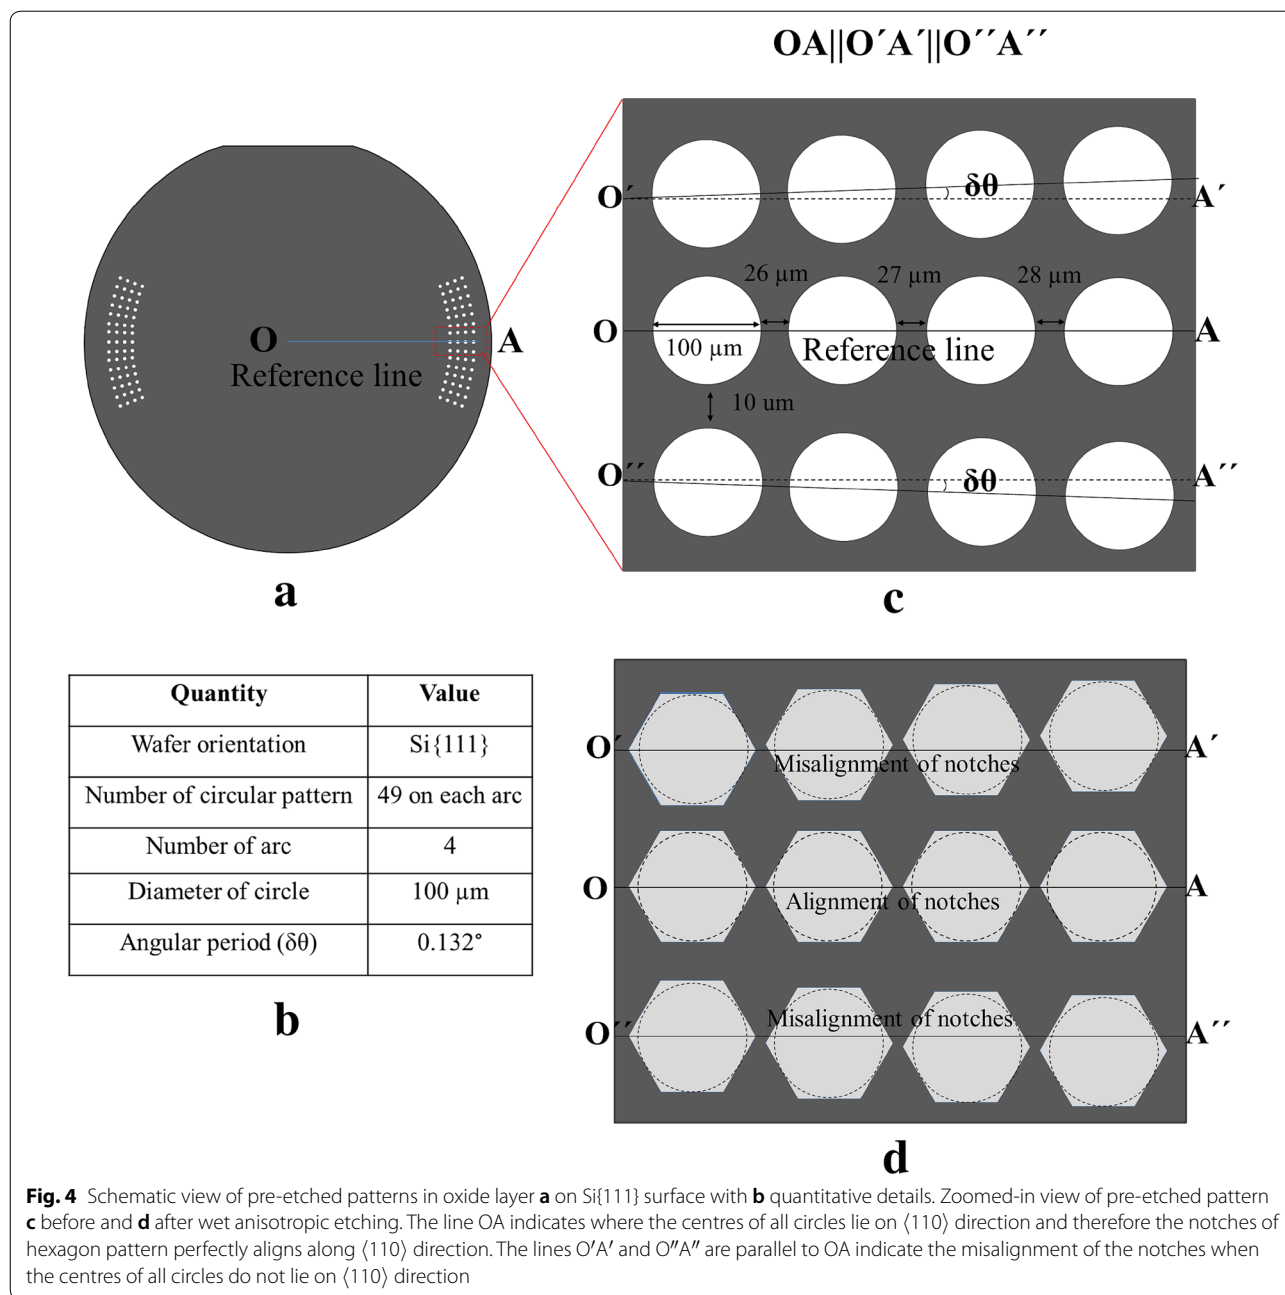 OA||O´A´||O´´A´´
O
A
Reference line
a
O´
δθ
A´
26 µm
27 µm
28 µm
O
A
100 µm
Reference line
10 um
O´´
δθ
A´´
c
Quantity Value
Wafer orientation Si{111}
Number of circular pattern 49 on each arc
Number of arc 4
Diameter of circle 100 µm
Angular period (δθ) 0.132°
b
O´
A´
Misalignment of notches
O
A
Alignment of notches
Misalignment of notches
O´´
A´´
d
Fig. 4 Schematic view of pre-etched patterns in oxide layer a on Si{111} surface with b quantitative details. Zoomed-in view of pre-etched pattern
c before and d after wet anisotropic etching. The line OA indicates where the centres of all circles lie on ⟨110⟩ direction and therefore the notches of
hexagon pattern perfectly aligns along ⟨110⟩ direction. The lines O′A′ and O″A″ are parallel to OA indicate the misalignment of the notches when
the centres of all circles do not lie on ⟨110⟩ direction